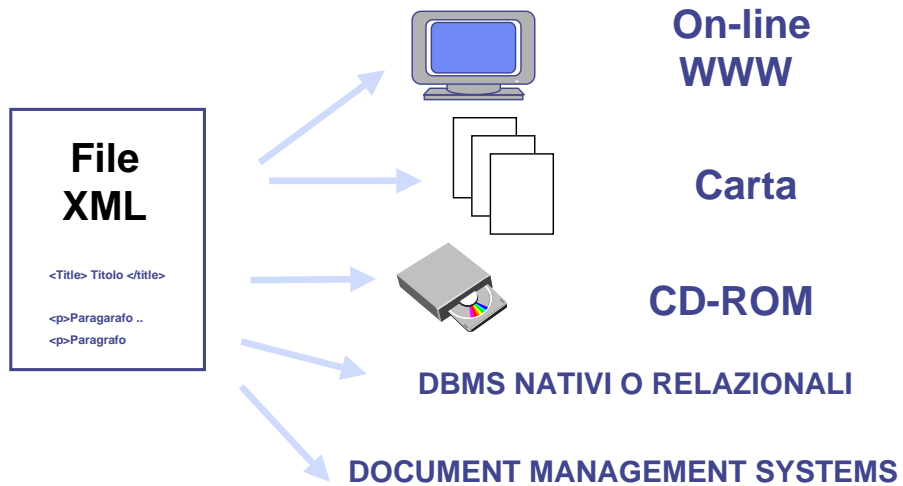 File
XML
<Title> Titolo </title>
<p>Paragarafo ..
<p>Paragrafo
On-line
WWW
Carta
CD-ROM
DBMS NATIVI O RELAZIONALI
DOCUMENT MANAGEMENT SYSTEMS